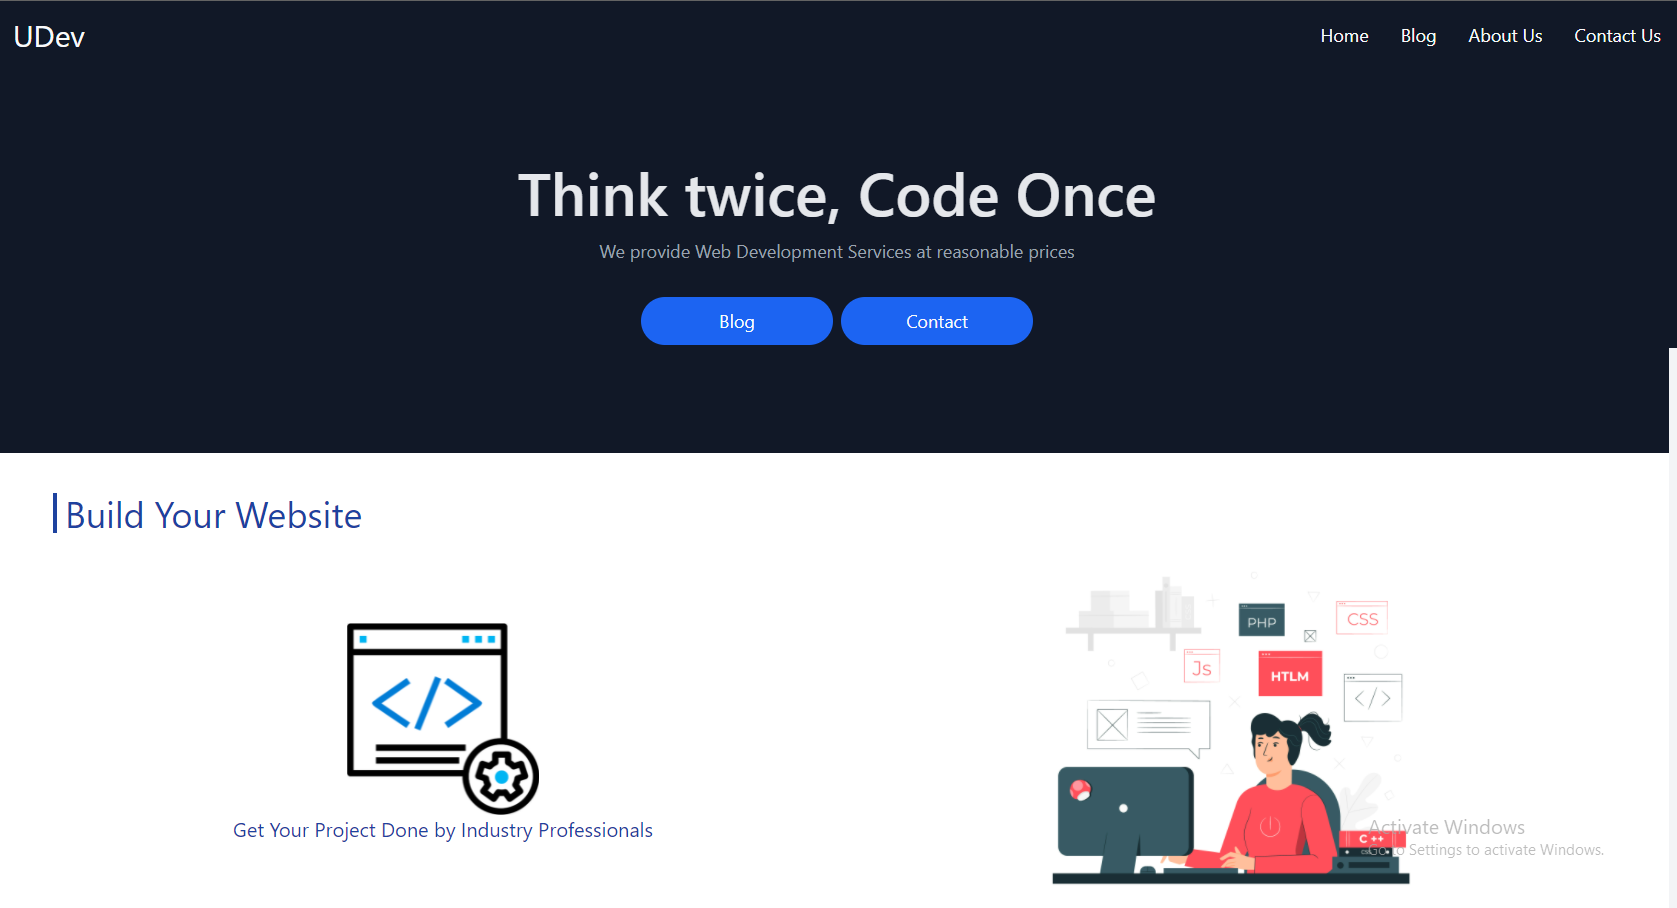 UDev
Home Blog About Us Contact Us
Think twice, Code Once
We provide Web Development Services at reasonable prices
Blog Contact
Build Your Website
</>
Get Your Project Done by Industry Professionals
PHP
CSS
Js
HTLM
</>
C ++
Activate Windows
Go to Settings to activate Windows.